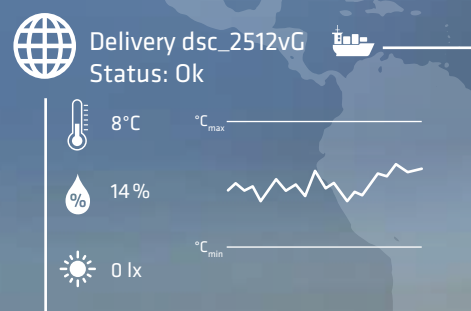 Delivery dsc_2512vG
Status: Ok
8°C
°Cmax
%
14 %
°Cmin
0 lx